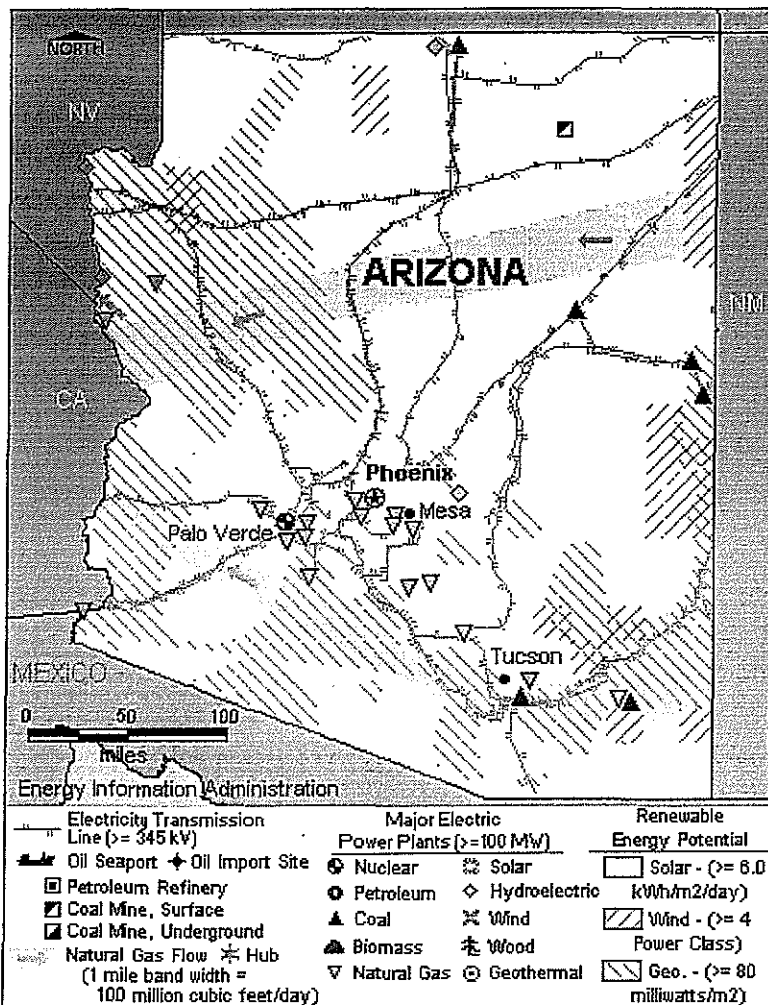 NORTH
NV
ARIZONA
NM
CA
Phoenix
Mesa
Palo Verde
Tucson
MEXICO
0 50 100
miles
Energy Information Administration
Electricity Transmission
Line (>= 345 kV)
Oil Seaport Oil Import Site
Petroleum Refinery
Coal Mine, Surface
Coal Mine, Underground
Natural Gas Flow Hub
(1 mile band width =
100 million cubic feet/day)
Major Electric
Power Plants (>=100 MW)
Nuclear Solar
Petroleum Hydroelectric
Coal Wind
Biomass Wood
Natural Gas Geothermal
Renewable
Energy Potential
Solar - (>= 6.0
kWh/m2/day)
Wind - (>= 4
Power Class)
Geo. - (>= 80
milliwatts/m2)